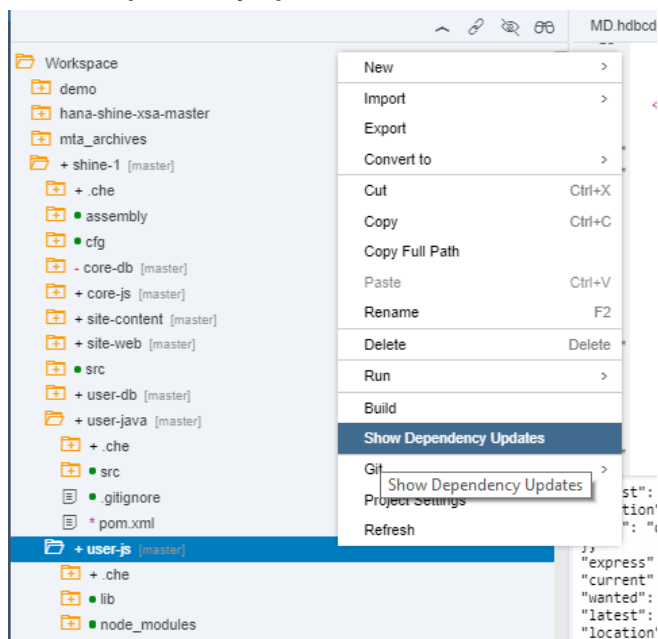 MD.hdbcd
Workspace
demo
hana-shine-xsa-master
mta_archives
+ shine-1 [master]
+ .che
assembly
cfg
- core-db [master]
+ core-js [master]
+ site-content [master]
+ site-web [master]
src
+ user-db [master]
+ user-java [master]
+ .che
src
.gitignore
* pom.xml
+ user-js [master]
+ .che
lib
node_modules
New >
Import >
Export
Convert to >
Cut Ctrl+X
Copy Ctrl+C
Copy Full Path
Paste Ctrl+V
Rename F2
Delete Delete
Run >
Build
Show Dependency Updates
Git >
Show Dependency Updates
Project Settings
Refresh
st":
tion"
": "
},
"express"
"current"
"wanted":
"latest":
"location"